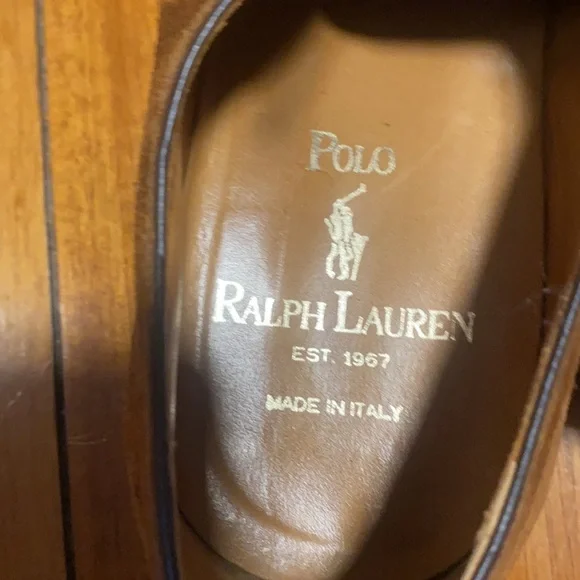 POLO
RALPH LAUREN
EST. 1967
MADE IN ITALY